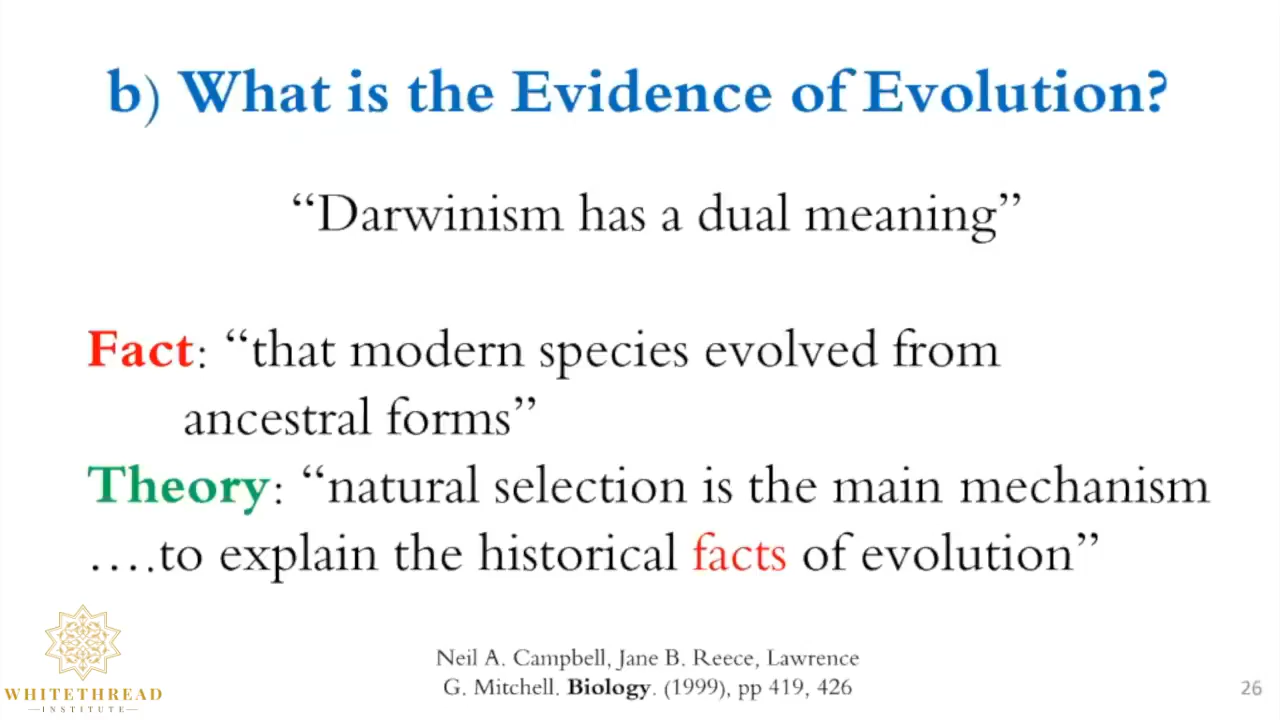 b) What is the Evidence of Evolution?
“Darwinism has a dual meaning”
Fact: “that modern species evolved from
ancestral forms”
Theory: “natural selection is the main mechanism
….to explain the historical facts of evolution”
Neil A. Campbell, Jane B. Reece, Lawrence
G. Mitchell. Biology. (1999), pp 419, 426
WHITETHREAD
—INSTITUTE—
26